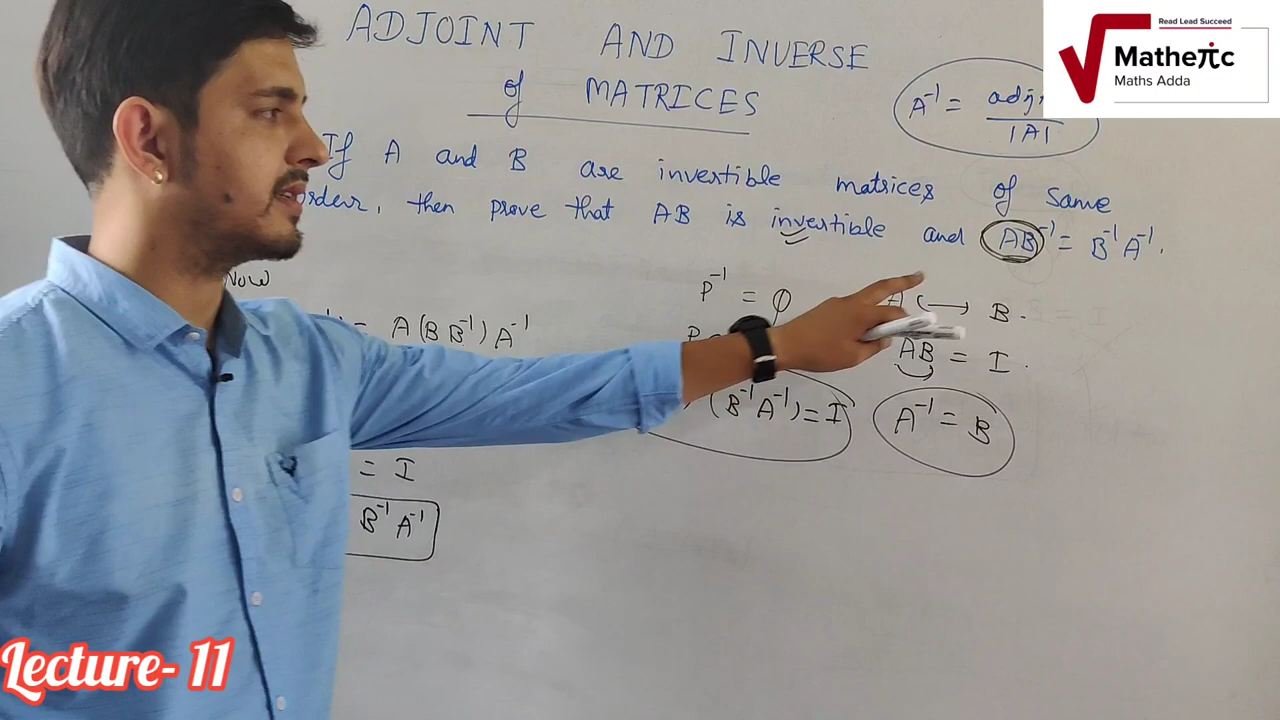 ADJOINT AND INVERSE
of MATRICES
Read Lead Succeed
Matheπc
Maths Adda
A⁻¹ = adj
|A|
If A and B are invertible matrices of same
order, then prove that AB is invertible and AB⁻¹ = B⁻¹A⁻¹.
Now
= A(BB⁻¹)A⁻¹
= I
B⁻¹A⁻¹
P⁻¹ = Q
P
(B⁻¹A⁻¹) = I
A → B.
AB = I.
A⁻¹ = B
Lecture- 11